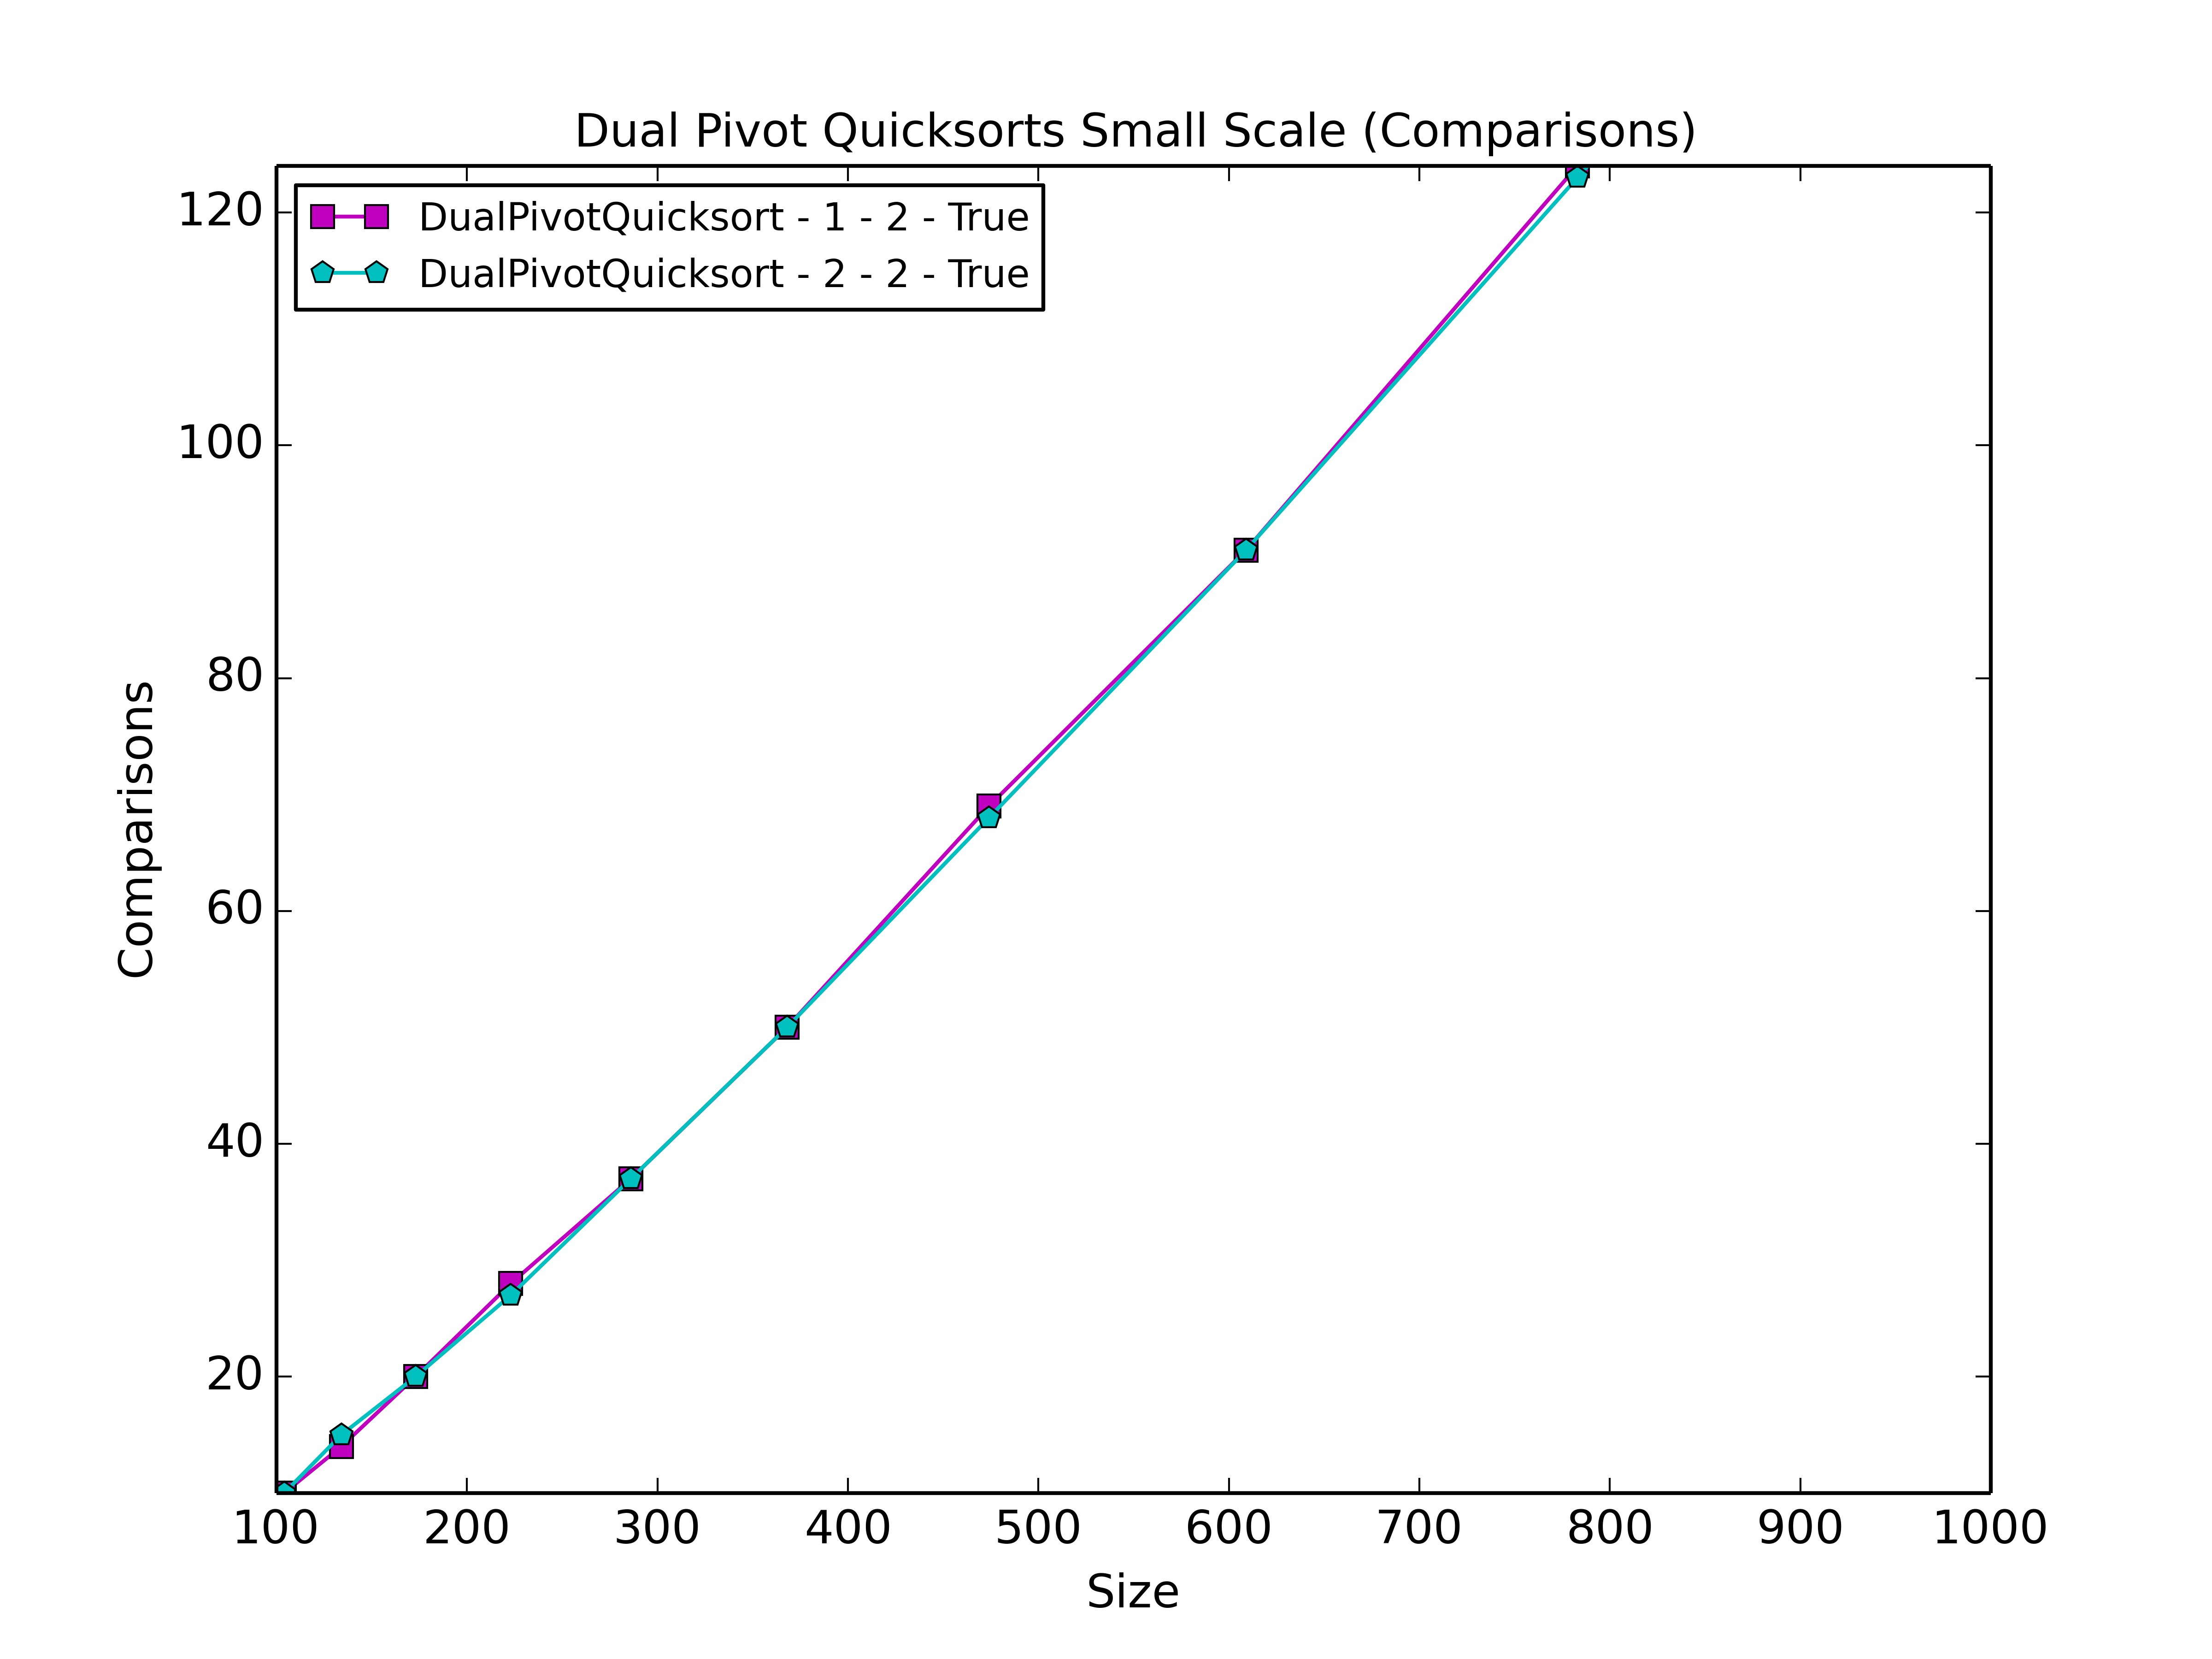 Dual Pivot Quicksorts Small Scale (Comparisons)
DualPivotQuicksort - 1 - 2 - True
DualPivotQuicksort - 2 - 2 - True
120
100
80
60
40
20
Comparisons
100 200 300 400 500 600 700 800 900 1000
Size